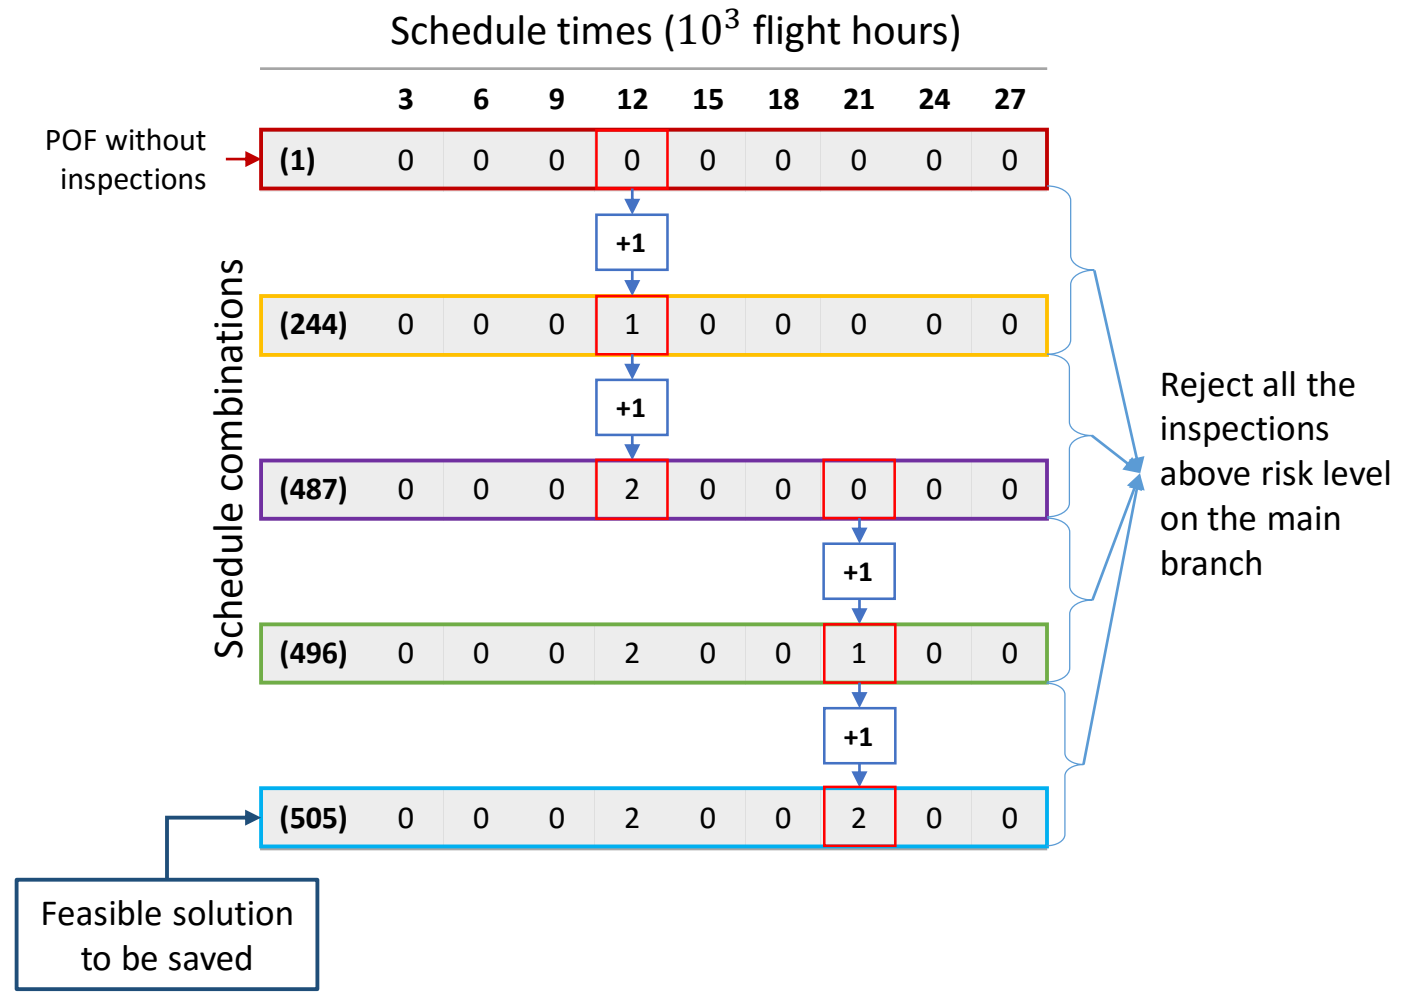 Schedule times (10³ flight hours)
3 6 9 12 15 18 21 24 27
POF without
inspections
(1) 0 0 0 0 0 0 0 0 0
+1
(244) 0 0 0 1 0 0 0 0 0
+1
(487) 0 0 0 2 0 0 0 0 0
+1
(496) 0 0 0 2 0 0 1 0 0
+1
(505) 0 0 0 2 0 0 2 0 0
Schedule combinations
Reject all the
inspections
above risk level
on the main
branch
Feasible solution
to be saved